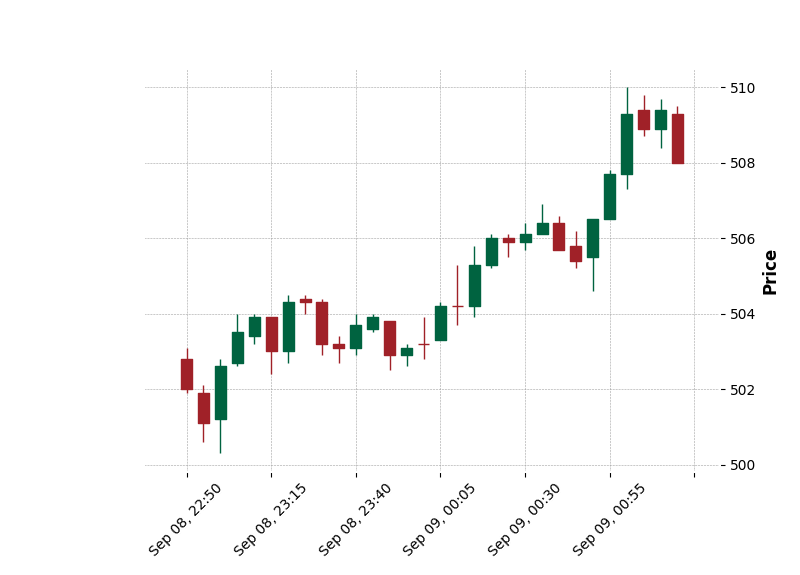 510
508
506
504
502
500
Price
Sep 08, 22:50
Sep 08, 23:15
Sep 08, 23:40
Sep 09, 00:05
Sep 09, 00:30
Sep 09, 00:55